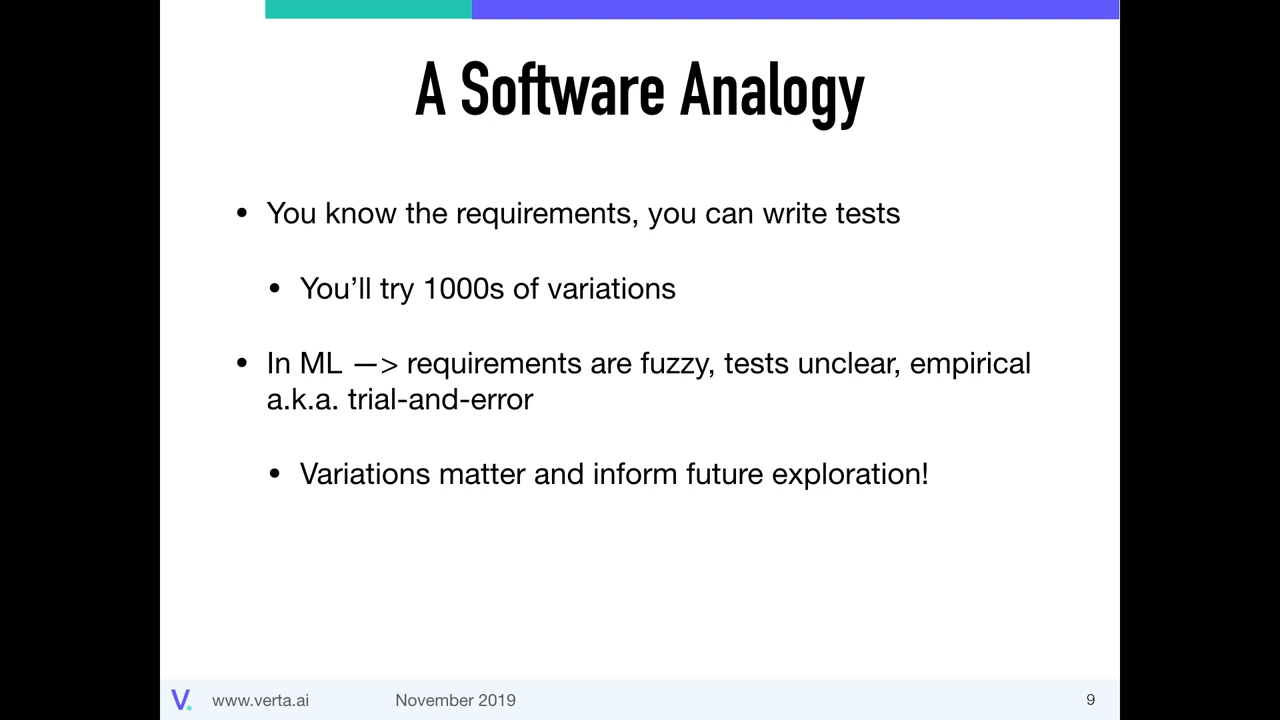 A Software Analogy
• You know the requirements, you can write tests
• You'll try 1000s of variations
• In ML —> requirements are fuzzy, tests unclear, empirical
a.k.a. trial-and-error
• Variations matter and inform future exploration!
V. www.verta.ai November 2019 9